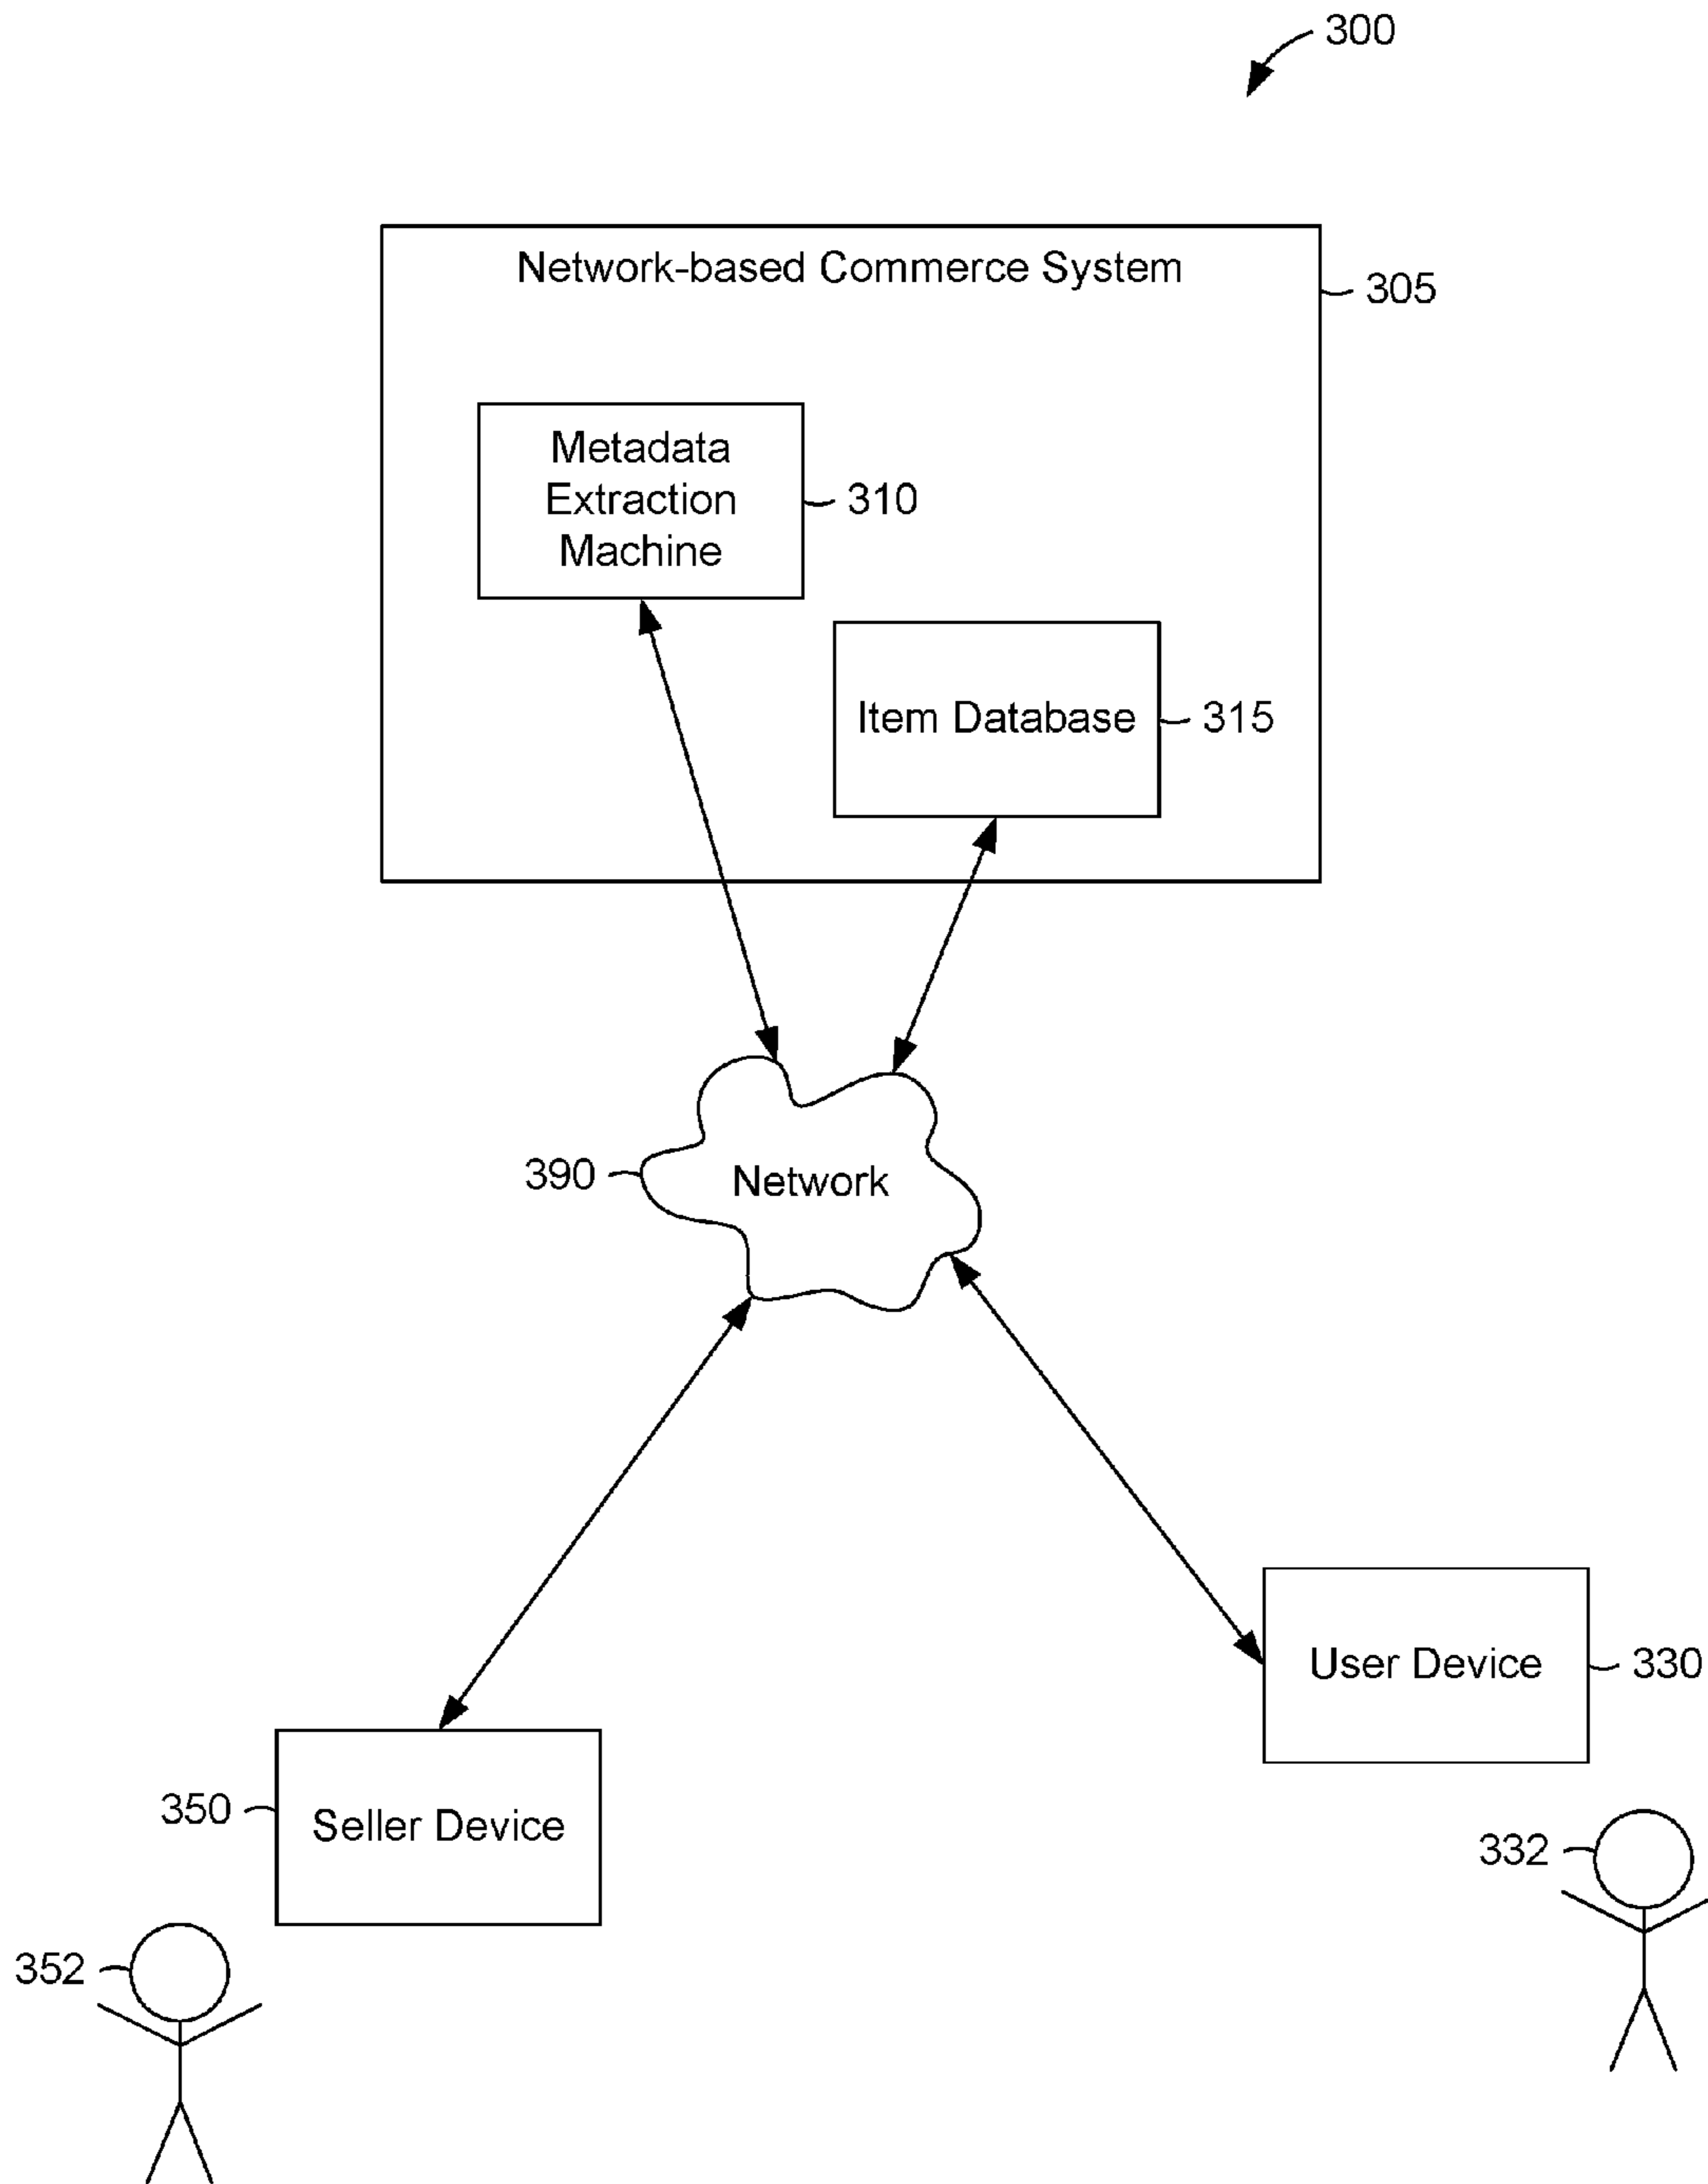 300
Network-based Commerce System
305
Metadata
Extraction
Machine
310
Item Database
315
390
Network
User Device
330
350
Seller Device
332
352